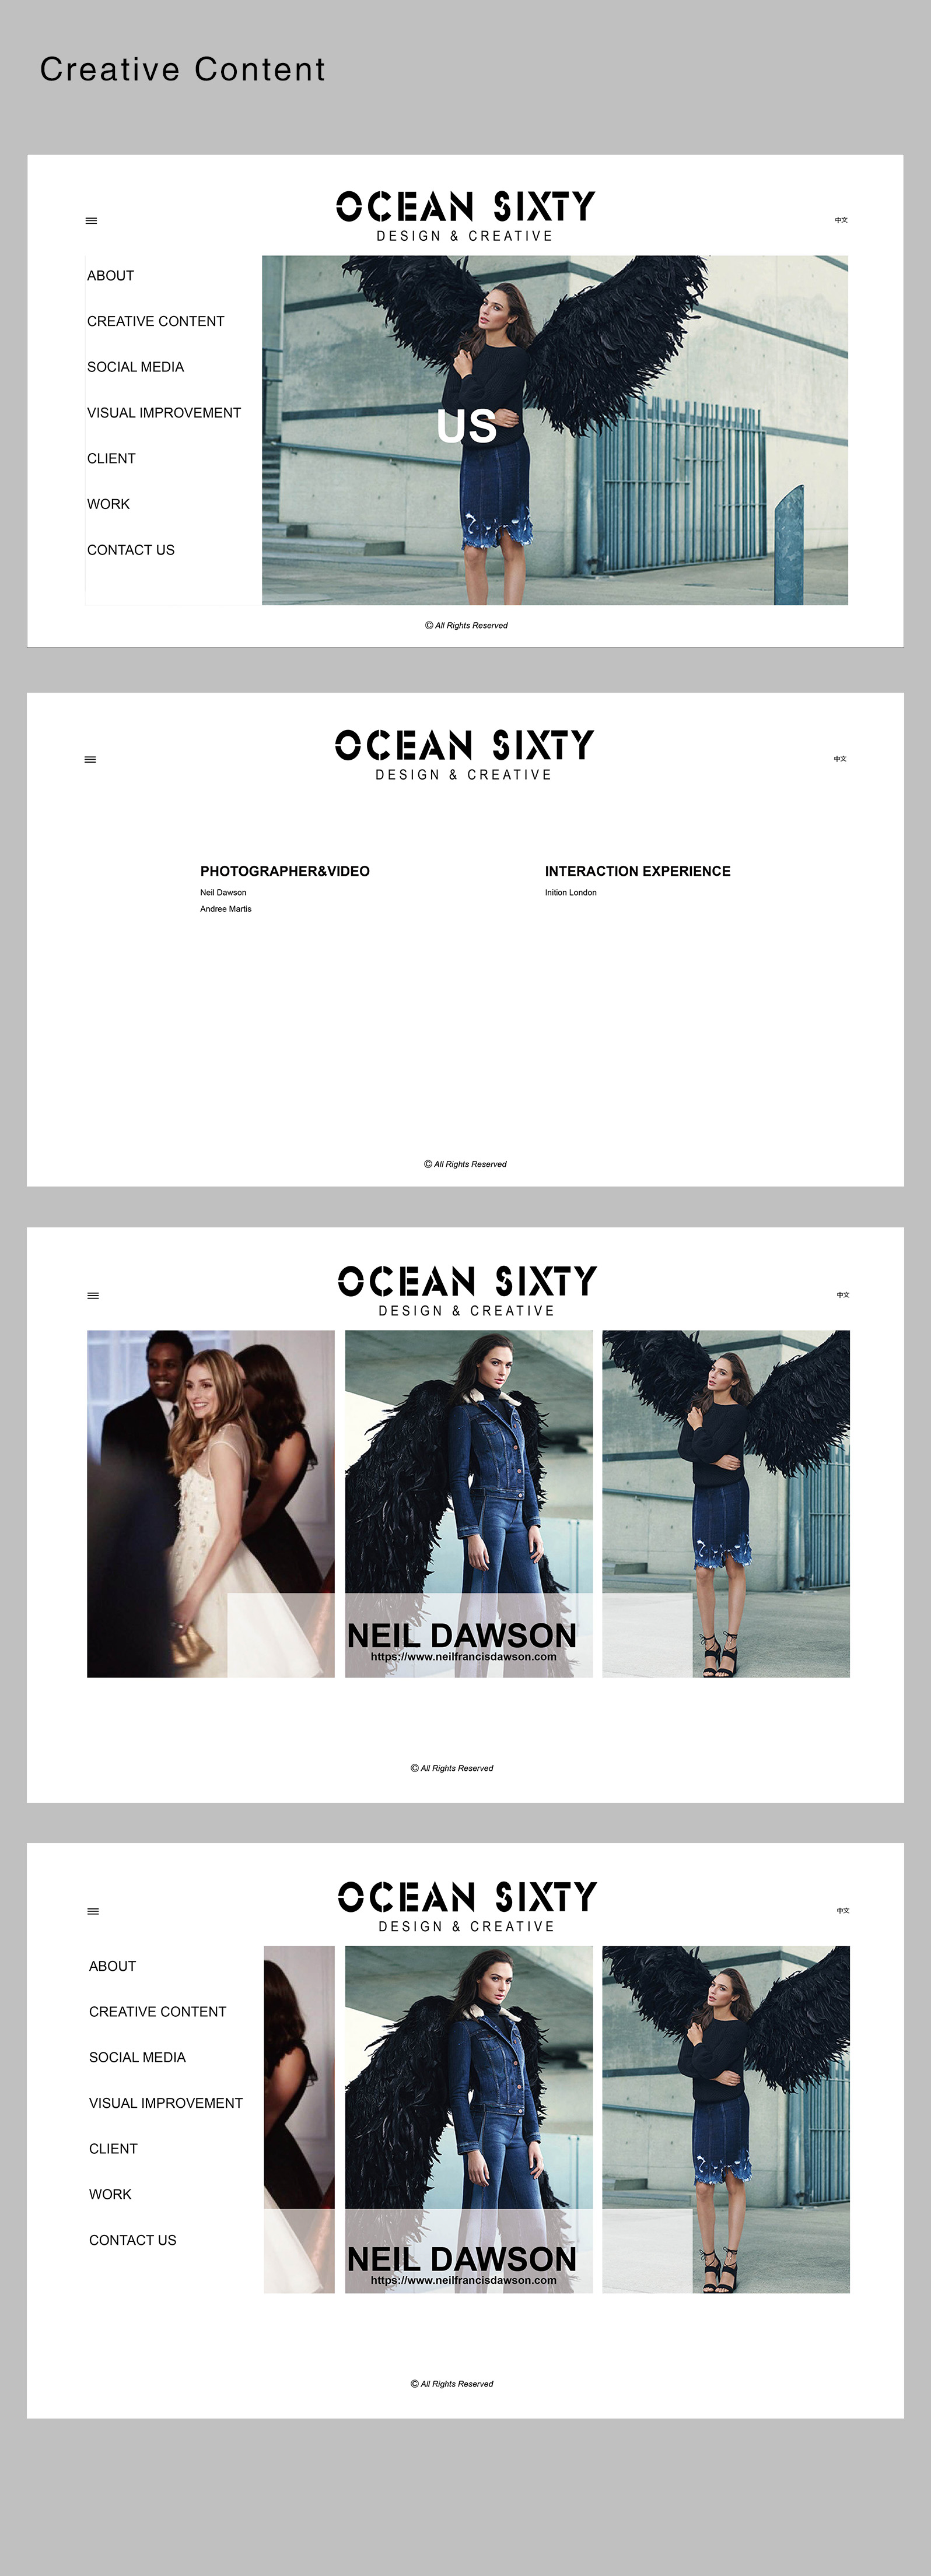 Creative Content
OCEAN SIXTY
DESIGN & CREATIVE
中文
ABOUT
CREATIVE CONTENT
SOCIAL MEDIA
VISUAL IMPROVEMENT
CLIENT
WORK
CONTACT US
US
© All Rights Reserved
OCEAN SIXTY
DESIGN & CREATIVE
中文
PHOTOGRAPHER&VIDEO
Neil Dawson
Andree Martis
INTERACTION EXPERIENCE
Inition London
© All Rights Reserved
OCEAN SIXTY
DESIGN & CREATIVE
中文
NEIL DAWSON
https://www.neilfrancisdawson.com
© All Rights Reserved
OCEAN SIXTY
DESIGN & CREATIVE
中文
ABOUT
CREATIVE CONTENT
SOCIAL MEDIA
VISUAL IMPROVEMENT
CLIENT
WORK
CONTACT US
NEIL DAWSON
https://www.neilfrancisdawson.com
© All Rights Reserved